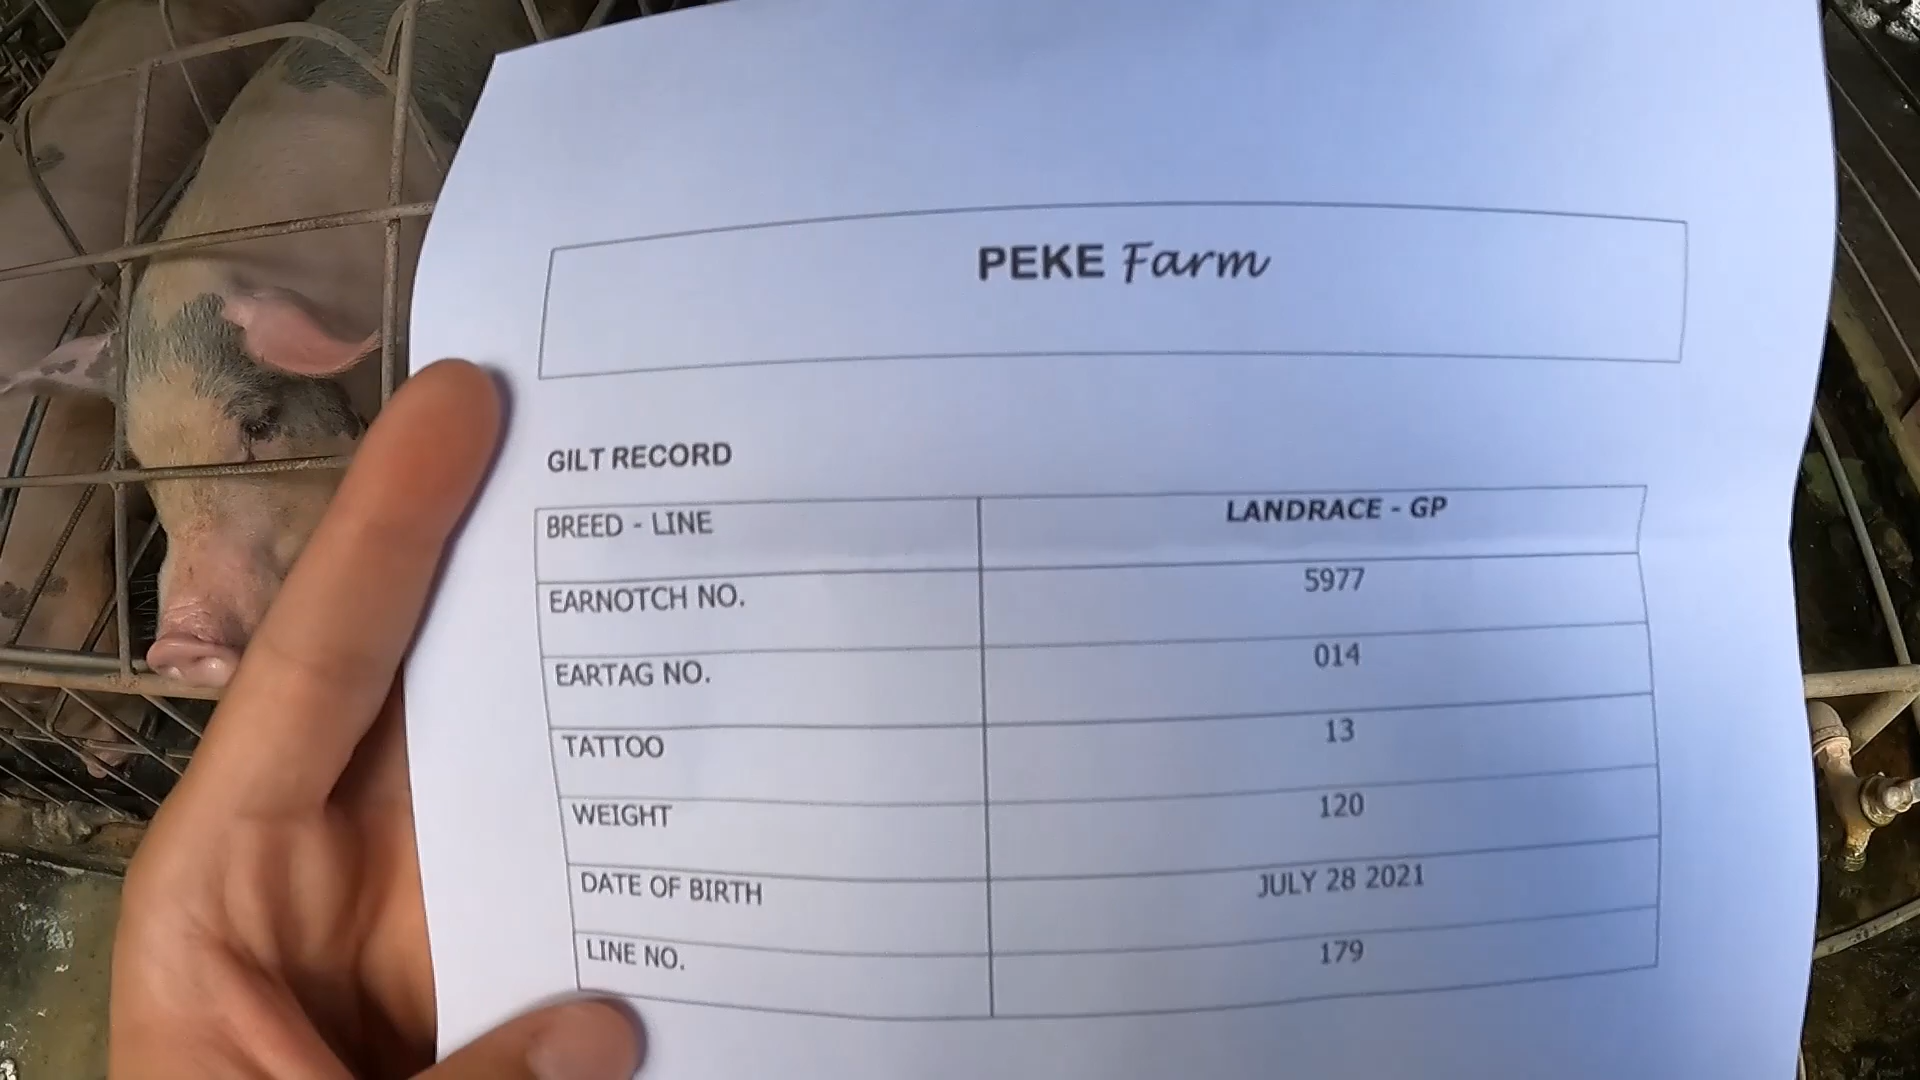 PEKE Farm
GILT RECORD
BREED - LINE LANDRACE - GP
EARNOTCH NO. 5977
EARTAG NO. 014
TATTOO 13
WEIGHT 120
DATE OF BIRTH JULY 28 2021
LINE NO. 179